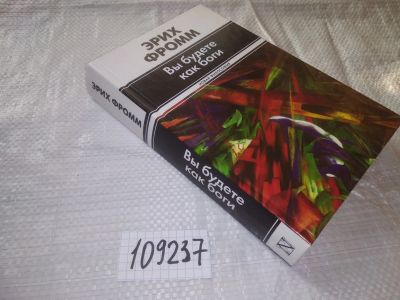 ЭРИХ
ФРОММ
Вы будете
как боги
ЭРИХ ФРОММ
Вы будете
как боги
109237